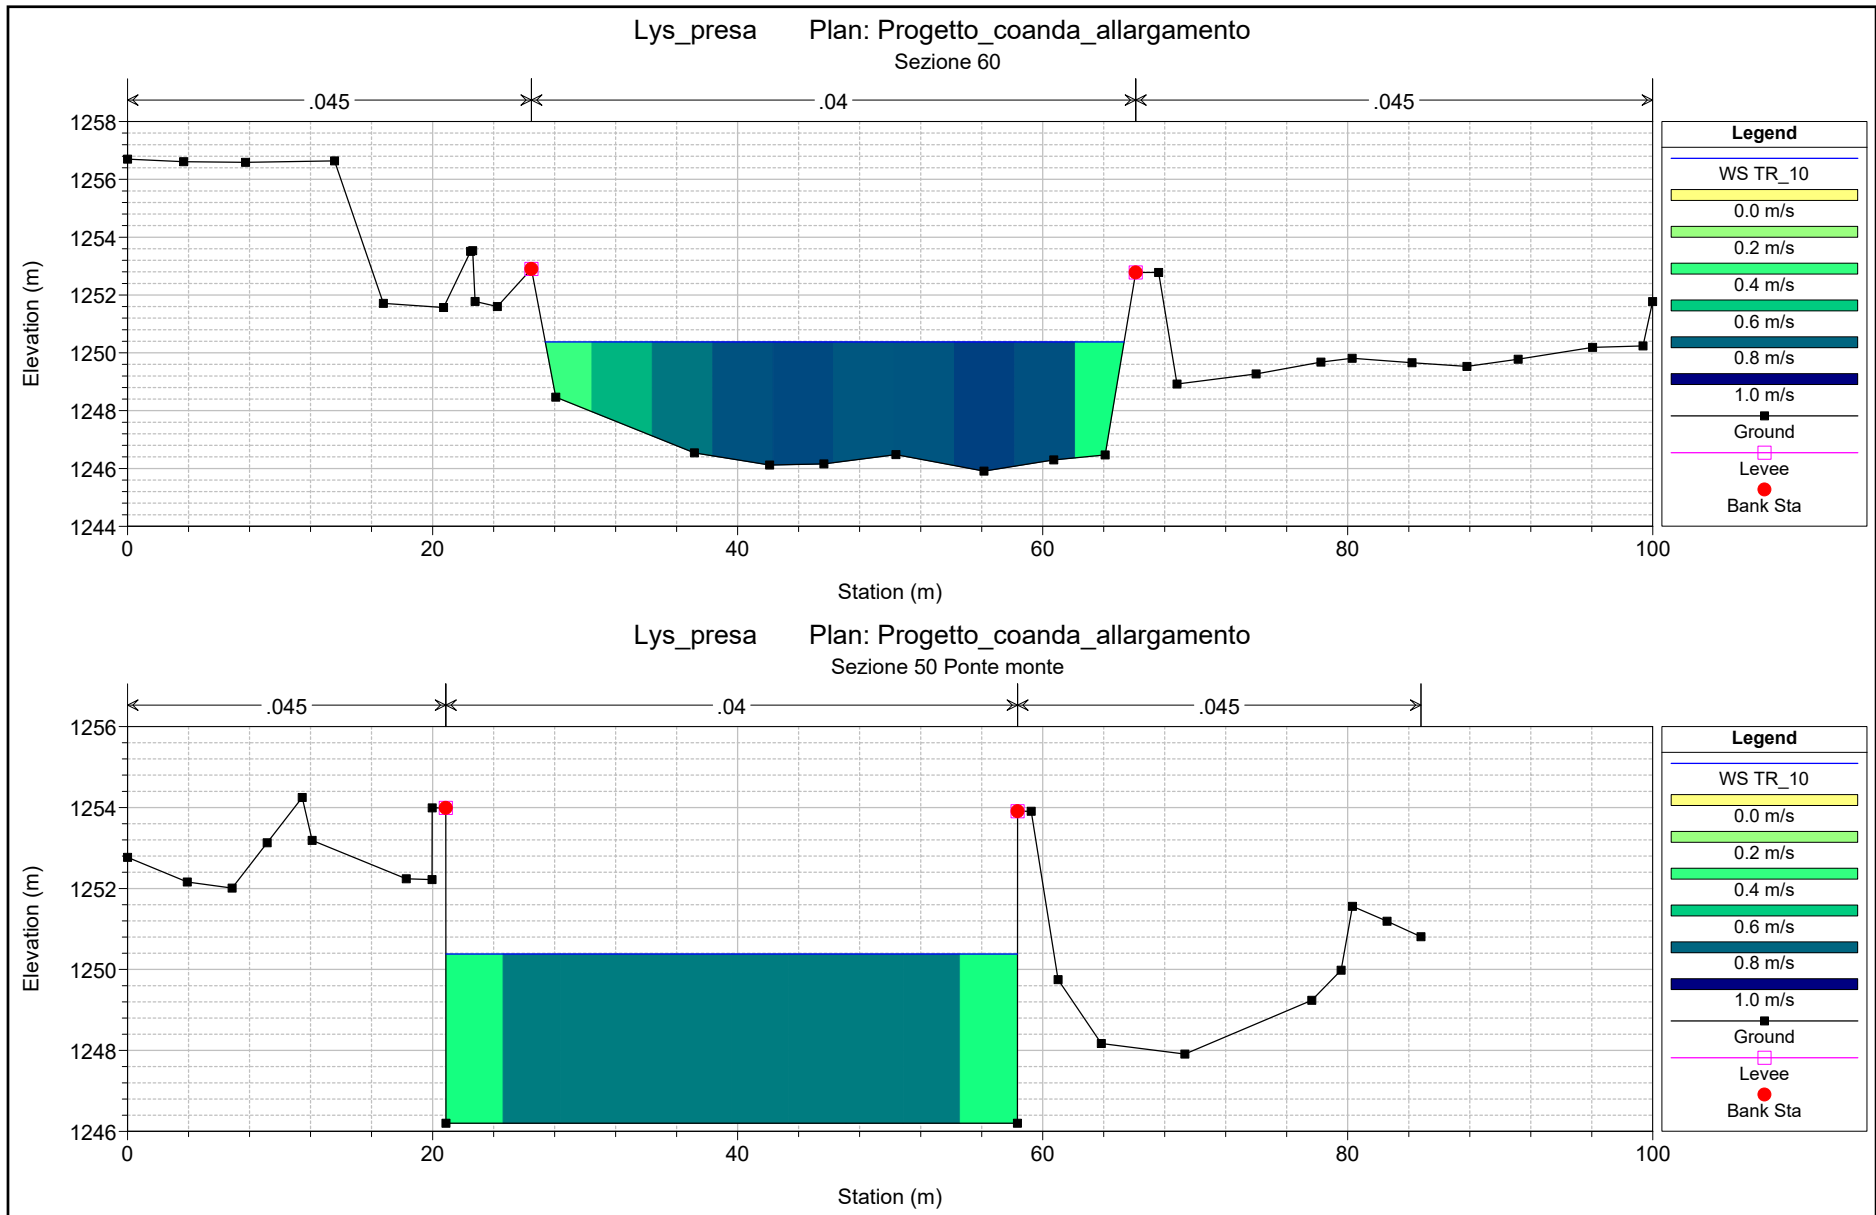 Lys_presa Plan: Progetto_coanda_allargamento
Sezione 60
.045 .04 .045
1258
1256
1254
1252
1250
1248
1246
1244
Elevation (m)
0 20 40 60 80 100
Station (m)
Legend
WS TR_10
0.0 m/s
0.2 m/s
0.4 m/s
0.6 m/s
0.8 m/s
1.0 m/s
Ground
Levee
Bank Sta
Lys_presa Plan: Progetto_coanda_allargamento
Sezione 50 Ponte monte
.045 .04 .045
1256
1254
1252
1250
1248
1246
Elevation (m)
0 20 40 60 80 100
Station (m)
Legend
WS TR_10
0.0 m/s
0.2 m/s
0.4 m/s
0.6 m/s
0.8 m/s
1.0 m/s
Ground
Levee
Bank Sta